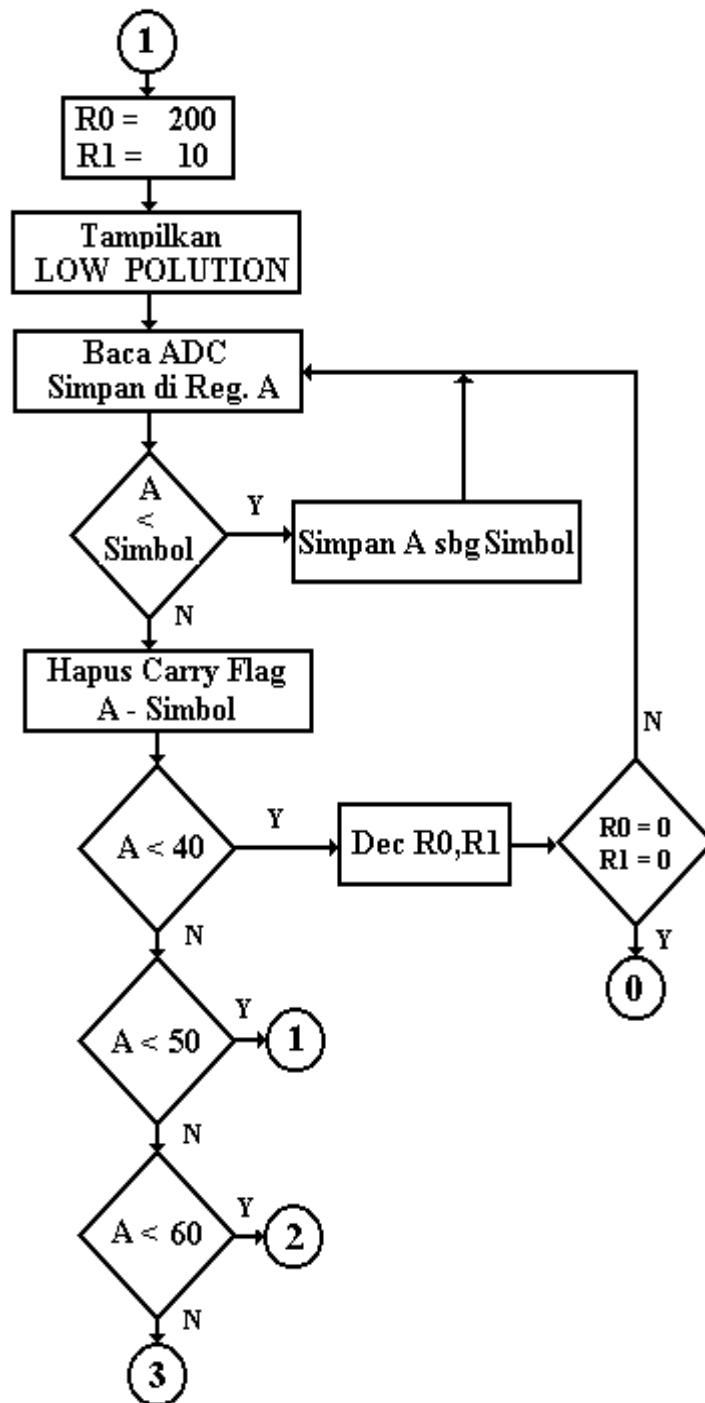 1
R0 = 200
R1 = 10
Tampilkan
LOW POLUTION
Baca ADC
Simpan di Reg. A
A
<
Simbol
Y
Simpan A sbg Simbol
N
Hapus Carry Flag
A - Simbol
A < 40
Y
Dec R0,R1
R0 = 0
R1 = 0
N
Y
0
N
A < 50
Y
1
N
A < 60
Y
2
N
3